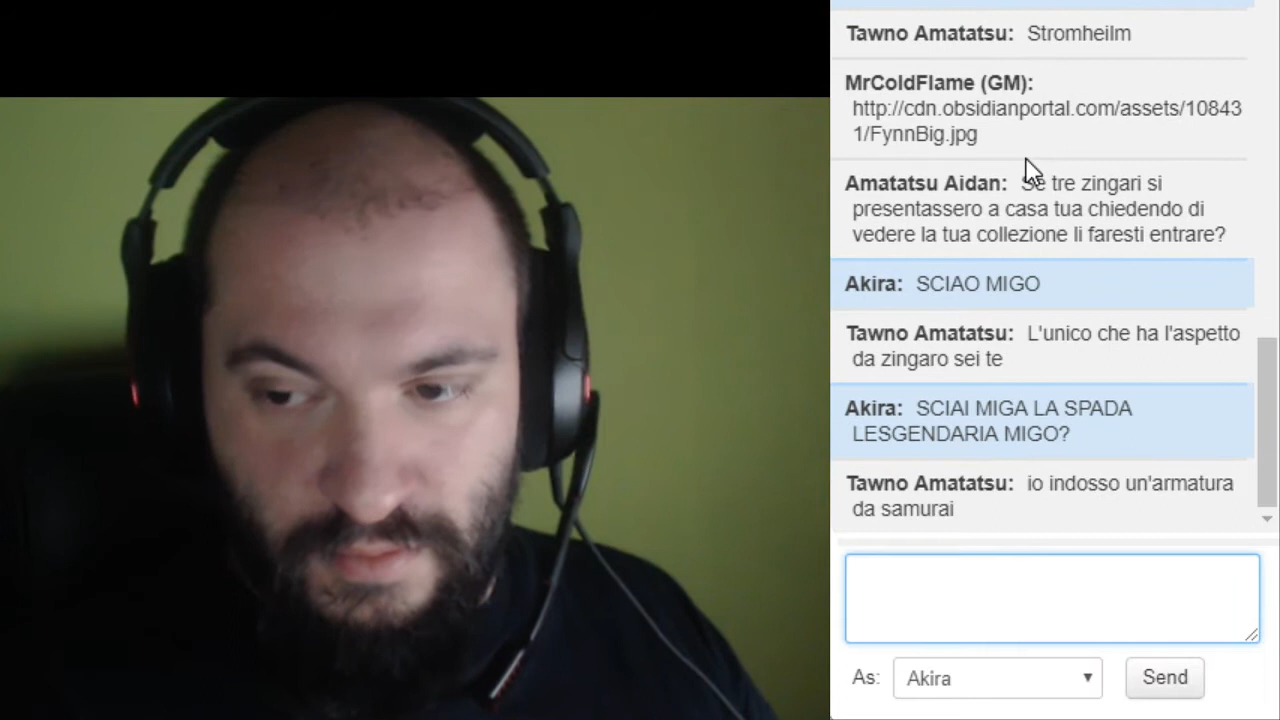 Tawno Amatatsu: Stromheilm
MrColdFlame (GM):
http://cdn.obsidianportal.com/assets/10843
1/FynnBig.jpg
Amatatsu Aidan: Se tre zingari si
presentassero a casa tua chiedendo di
vedere la tua collezione li faresti entrare?
Akira: SCIAO MIGO
Tawno Amatatsu: L'unico che ha l'aspetto
da zingaro sei te
Akira: SCIAI MIGA LA SPADA
LESGENDARIA MIGO?
Tawno Amatatsu: io indosso un'armatura
da samurai
As: Akira Send